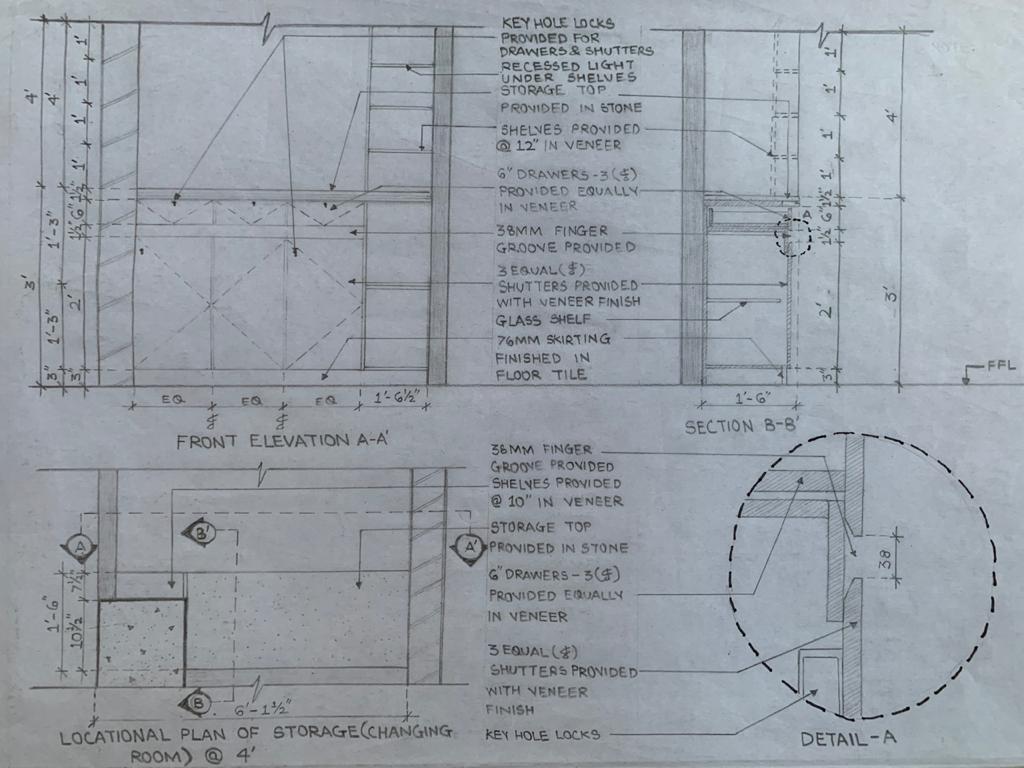 KEY HOLE LOCKS
PROVIDED FOR
DRAWERS & SHUTTERS
RECESSED LIGHT
UNDER SHELVES
STORAGE TOP
PROVIDED IN STONE
SHELVES PROVIDED
@ 12" IN VENEER
6" DRAWERS - 3 (⋕)
PROVIDED EQUALLY
IN VENEER
38MM FINGER
GROOVE PROVIDED
3 EQUAL (⋕)
SHUTTERS PROVIDED
WITH VENEER FINISH
GLASS SHELF
76MM SKIRTING
FINISHED IN
FLOOR TILE
4'
3'
4'
1'-3"
1'-3"
3"
1'
1'
1'
1'
1½"
6"
1½"
2'
3"
EQ EQ EQ 1'-6½"
FRONT ELEVATION A-A'
1'
1'
1'
1'
1½"
6"
1½"
2'
3"
4'
3'
A
FFL
1'-6"
SECTION B-B'
38MM FINGER
GROOVE PROVIDED
SHELVES PROVIDED
@ 10" IN VENEER
STORAGE TOP
PROVIDED IN STONE
6" DRAWERS - 3 (⋕)
PROVIDED EQUALLY
IN VENEER
3 EQUAL (⋕)
SHUTTERS PROVIDED
WITH VENEER
FINISH
KEY HOLE LOCKS
A
A'
B'
B
1'-6"
7½"
10½"
6'-1½"
LOCATIONAL PLAN OF STORAGE (CHANGING
ROOM) @ 4'
38
DETAIL-A